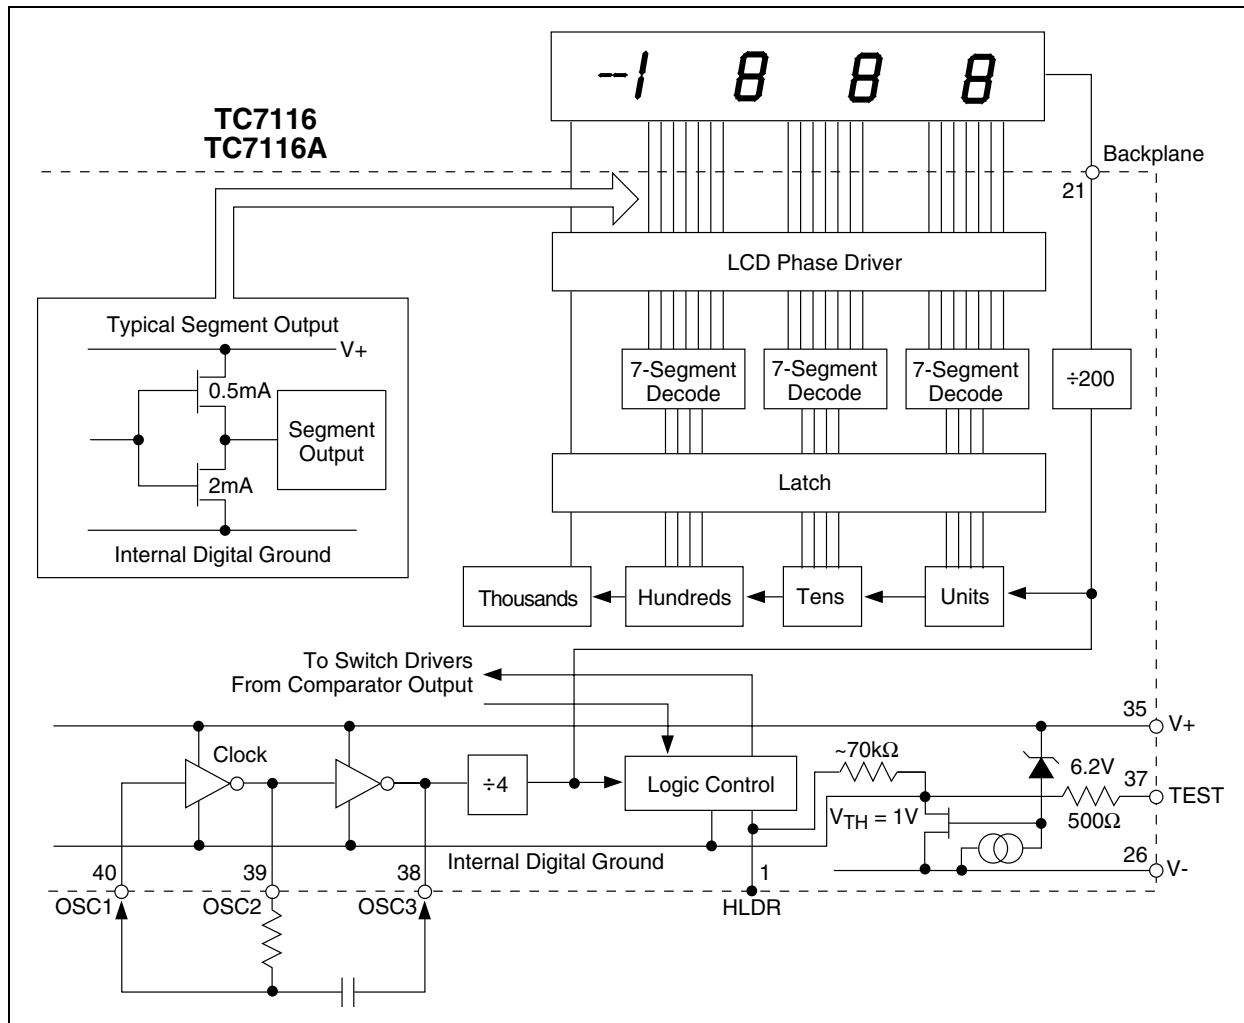 -1 8 8 8
TC7116
TC7116A
Backplane
21
LCD Phase Driver
Typical Segment Output
V+
0.5mA
Segment
Output
2mA
Internal Digital Ground
7-Segment
Decode
7-Segment
Decode
7-Segment
Decode
÷200
Latch
Thousands
Hundreds
Tens
Units
To Switch Drivers
From Comparator Output
35
V+
Clock
÷4
Logic Control
~70kΩ
6.2V
37
TEST
VTH = 1V
500Ω
Internal Digital Ground
26
V-
40
39
38
1
OSC1
OSC2
OSC3
HLDR